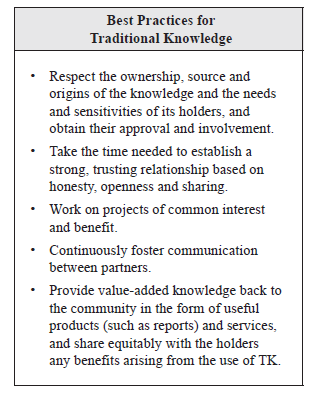 Best Practices for
Traditional Knowledge
• Respect the ownership, source and
origins of the knowledge and the needs
and sensitivities of its holders, and
obtain their approval and involvement.
• Take the time needed to establish a
strong, trusting relationship based on
honesty, openness and sharing.
• Work on projects of common interest
and benefit.
• Continuously foster communication
between partners.
• Provide value-added knowledge back to
the community in the form of useful
products (such as reports) and services,
and share equitably with the holders
any benefits arising from the use of TK.